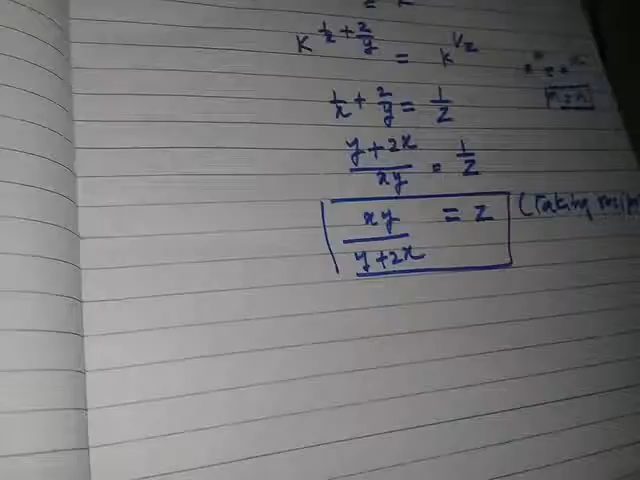 = K
K^(1/x + 2/y) = K^(1/z)
1/x + 2/y = 1/z
(y + 2x)/(xy) = 1/z
xy/(y + 2x) = z (Taking